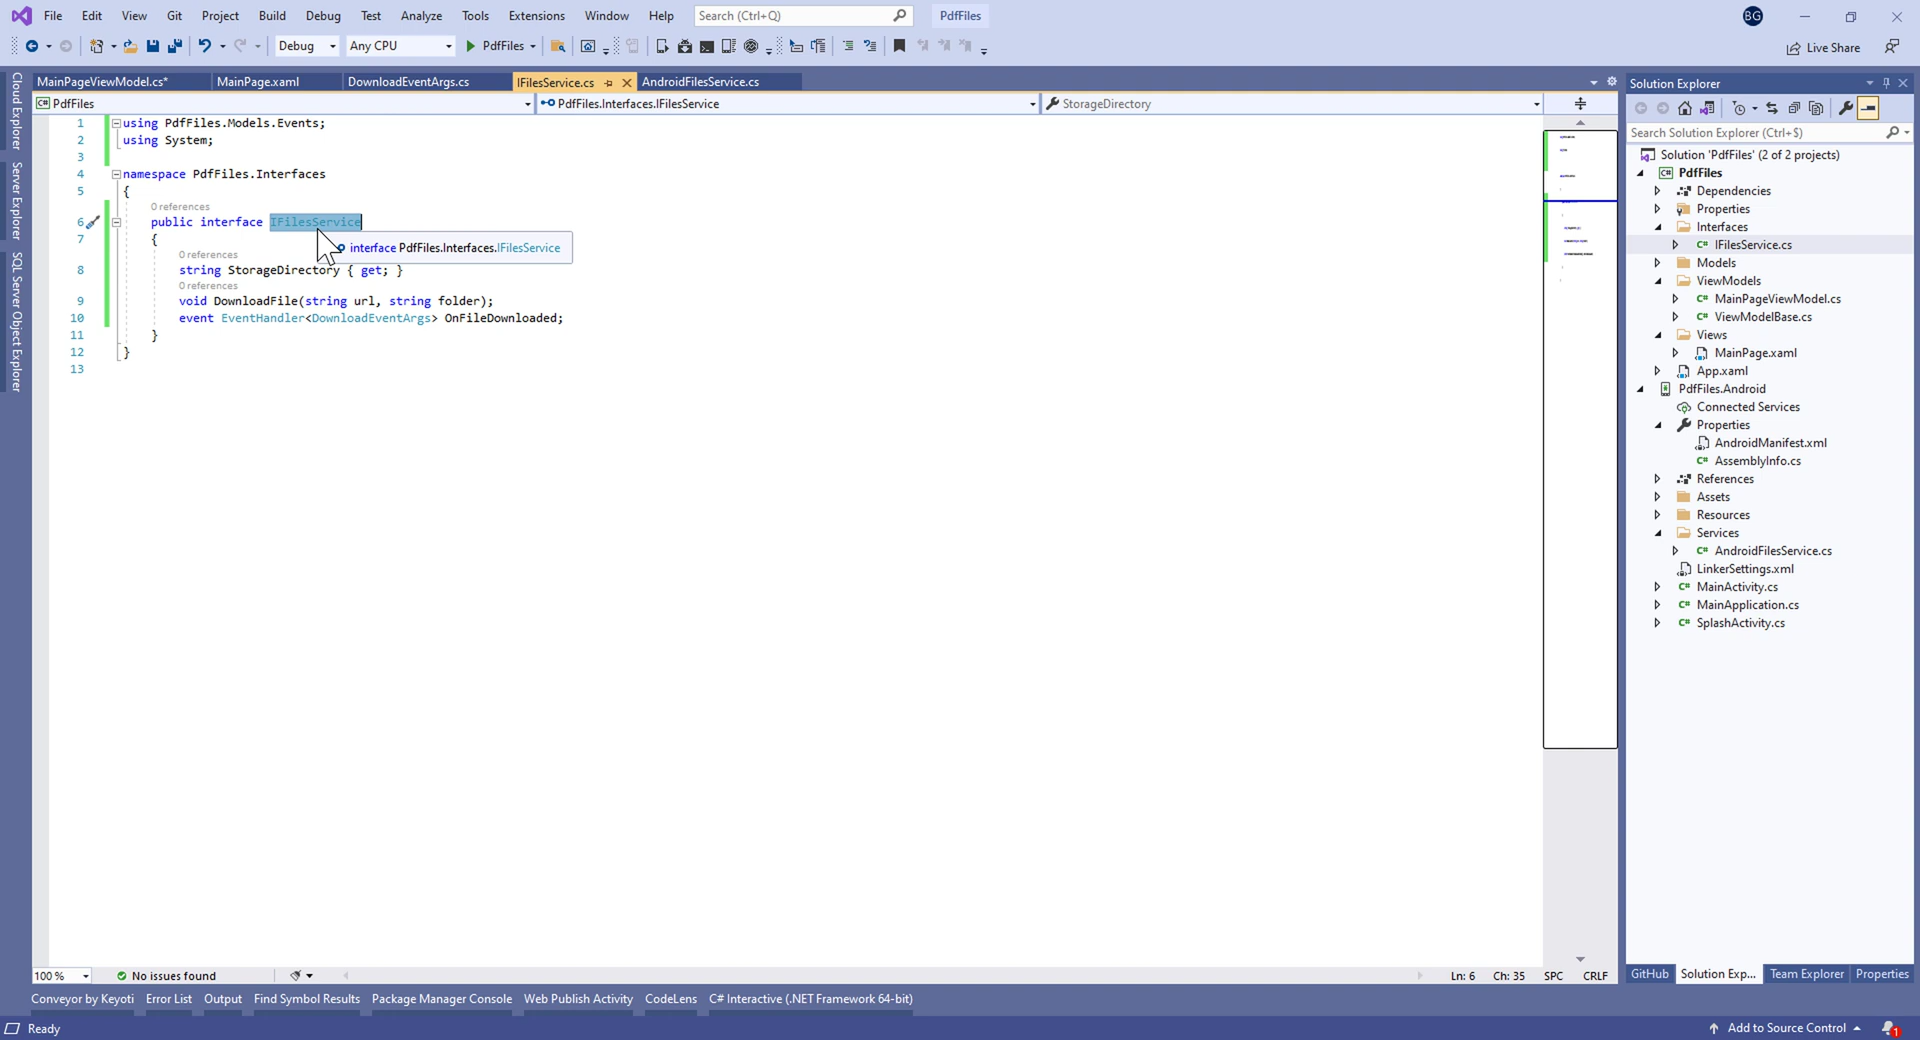 File Edit View Git Project Build Debug Test Analyze Tools Extensions Window Help Search (Ctrl+Q) PdfFiles BG
Debug Any CPU PdfFiles Live Share
MainPageViewModel.cs* MainPage.xaml DownloadEventArgs.cs IFilesService.cs AndroidFilesService.cs
PdfFiles PdfFiles.Interfaces.IFilesService StorageDirectory
Cloud Explorer
Server Explorer
SQL Server Object Explorer
1 using PdfFiles.Models.Events;
2 using System;
3
4 namespace PdfFiles.Interfaces
5 {
0 references
6 public interface IFilesService
7 {
interface PdfFiles.Interfaces.IFilesService
0 references
8 string StorageDirectory { get; }
0 references
9 void DownloadFile(string url, string folder);
10 event EventHandler<DownloadEventArgs> OnFileDownloaded;
11 }
12 }
13
Solution Explorer
Search Solution Explorer (Ctrl+$)
Solution 'PdfFiles' (2 of 2 projects)
PdfFiles
Dependencies
Properties
Interfaces
IFilesService.cs
Models
ViewModels
MainPageViewModel.cs
ViewModelBase.cs
Views
MainPage.xaml
App.xaml
PdfFiles.Android
Connected Services
Properties
AndroidManifest.xml
AssemblyInfo.cs
References
Assets
Resources
Services
AndroidFilesService.cs
LinkerSettings.xml
MainActivity.cs
MainApplication.cs
SplashActivity.cs
100 % No issues found Ln: 6 Ch: 35 SPC CRLF
GitHub Solution Exp... Team Explorer Properties
Conveyor by Keyoti Error List Output Find Symbol Results Package Manager Console Web Publish Activity CodeLens C# Interactive (.NET Framework 64-bit)
Ready Add to Source Control 1